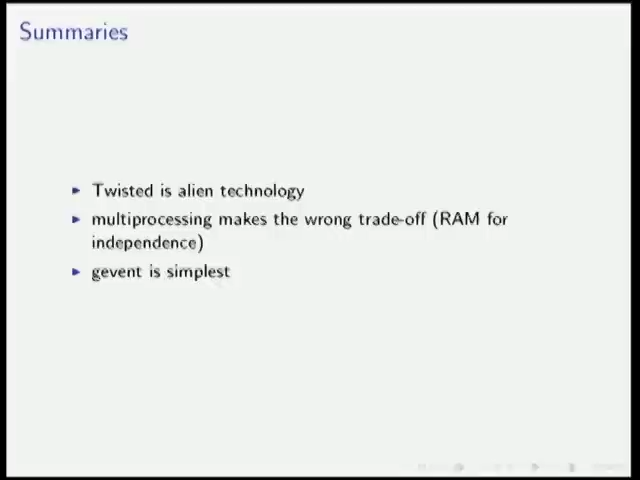 Summaries
Twisted is alien technology
multiprocessing makes the wrong trade-off (RAM for
independence)
gevent is simplest